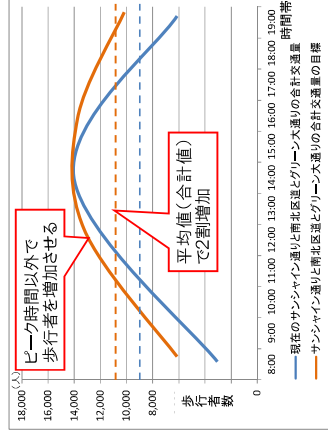 (人)
18,000
16,000
14,000
12,000
10,000
8,000
0
歩行者数
ピーク時間以外で
歩行者を増加させる
平均値(合計値)
で2割増加
8:00 9:00 10:00 11:00 12:00 13:00 14:00 15:00 16:00 17:00 18:00 19:00
時間帯
現在のサンシャイン通りと南北区道とグリーン大通りの合計交通量
サンシャイン通りと南北区道とグリーン大通りの合計交通量の目標